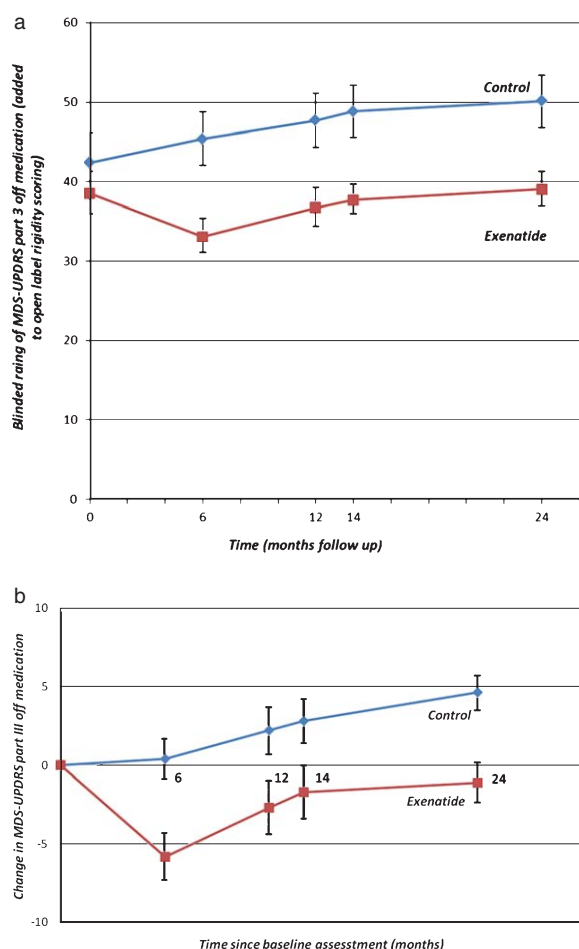 a
Blinded raing of MDS-UPDRS part 3 off medication (added
to open label rigidity scoring)
60
50
40
30
20
10
0
Control
Exenatide
0 6 12 14 24
Time (months follow up)
b
Change in MDS-UPDRS part III off medication
10
5
0
-5
-10
Control
6 12 14 24
Exenatide
Time since baseline assesstment (months)